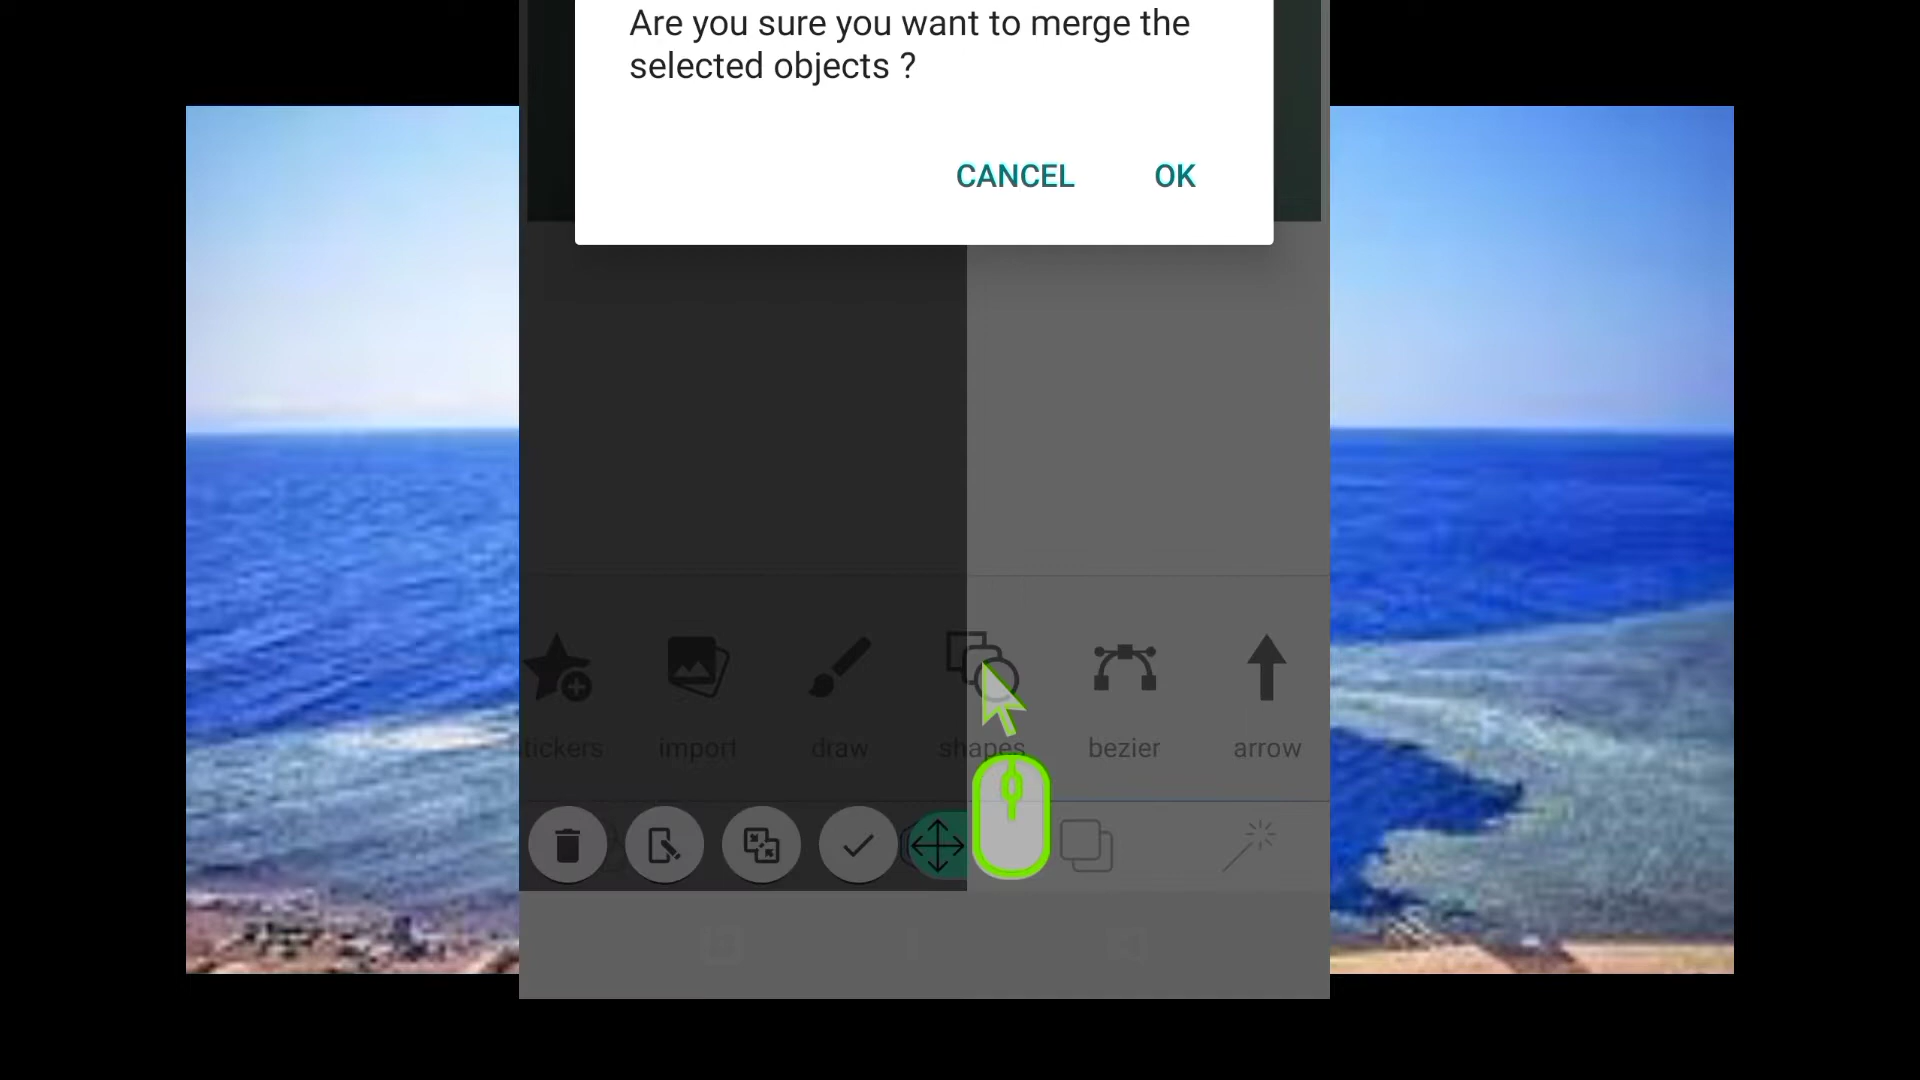 Are you sure you want to merge the
selected objects ?
CANCEL OK
tickers import draw shapes bezier arrow